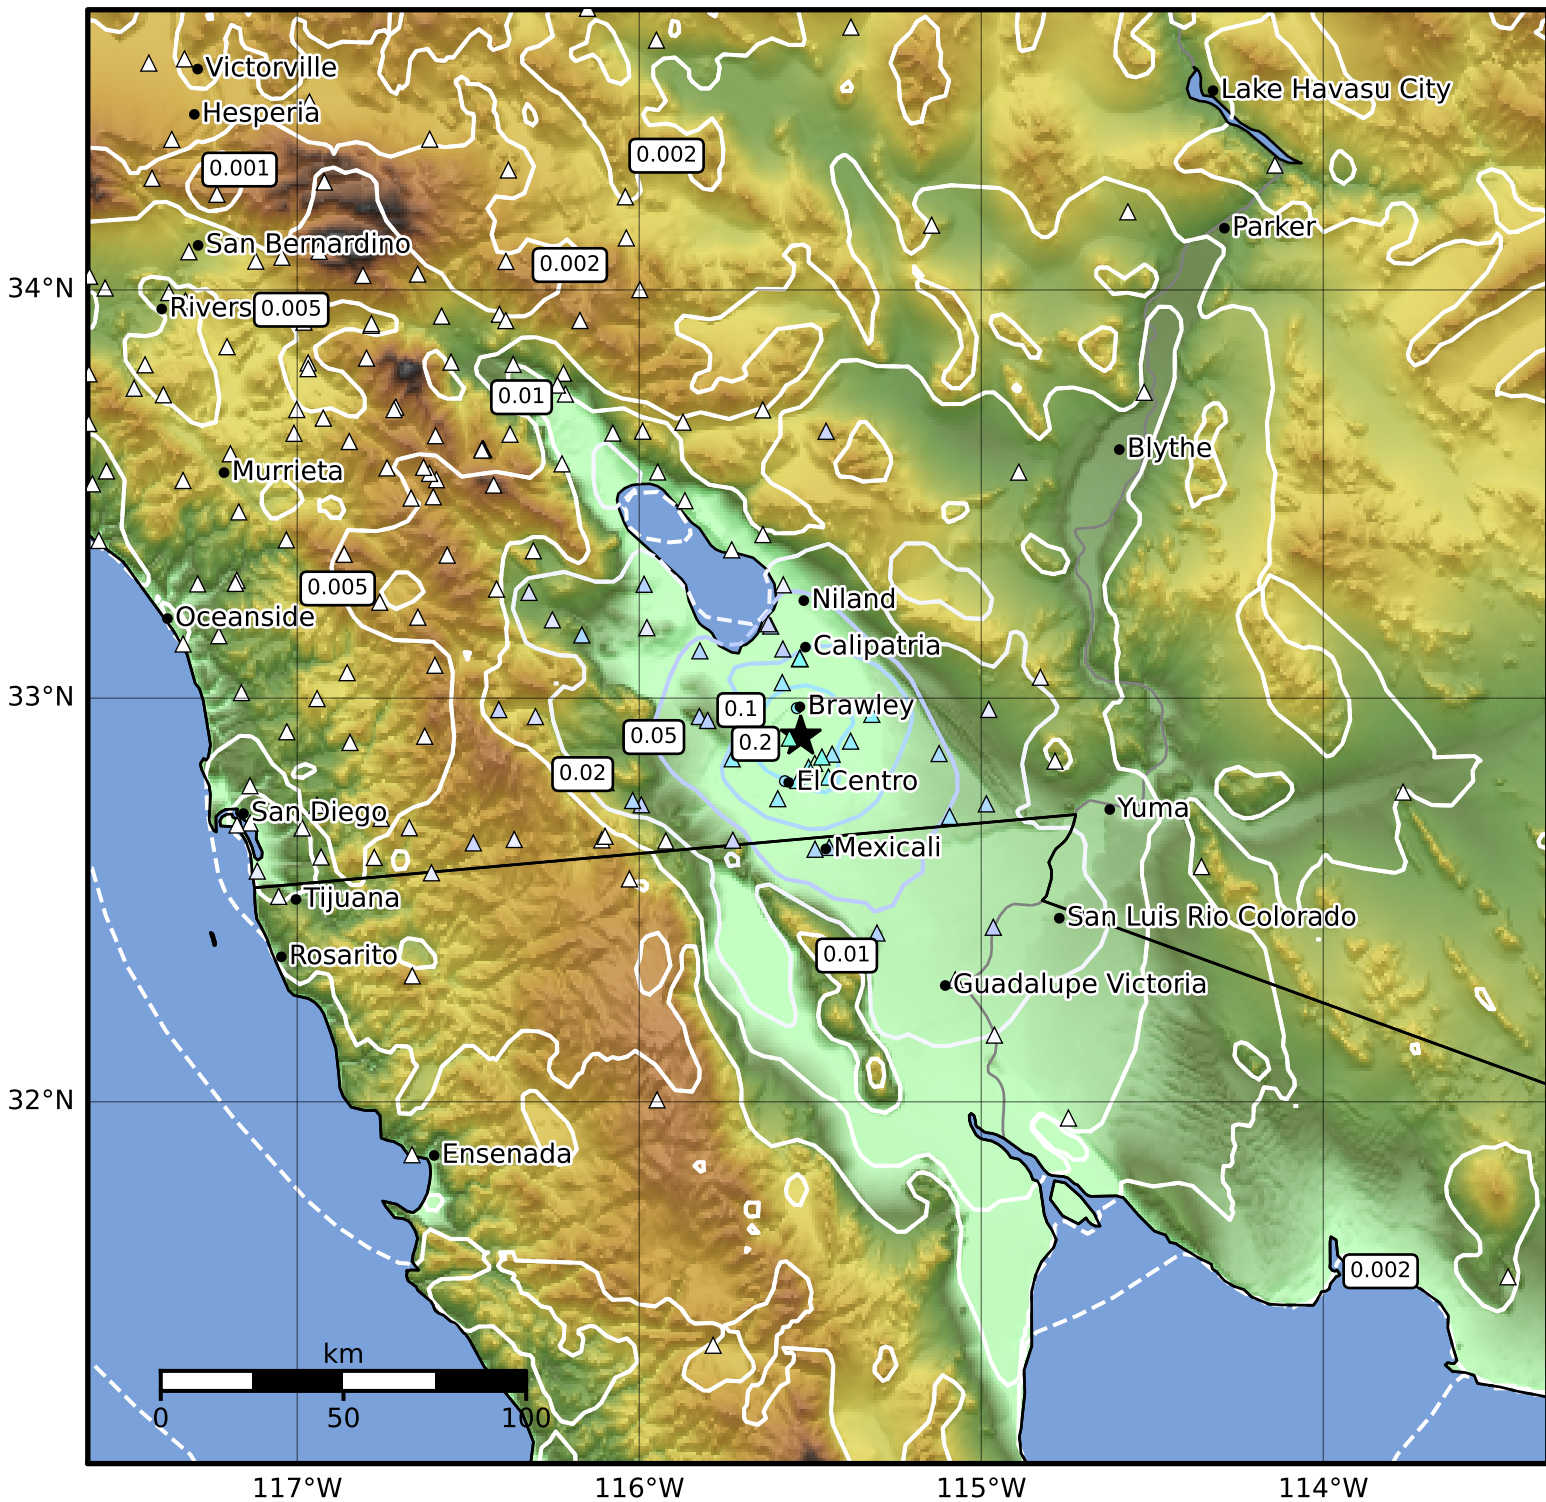 Victorville
Lake Havasu City
Hesperia
0.002
0.001
Parker
San Bernardino
0.002
34°N
Rivers
0.005
0.01
Blythe
Murrieta
0.005
Niland
Oceanside
Calipatria
33°N
0.1
Brawley
0.05
0.2
0.02
El Centro
San Diego
Yuma
Mexicali
Tijuana
San Luis Rio Colorado
Rosarito
0.01
Guadalupe Victoria
32°N
Ensenada
0.002
km
0
50
100
117°W
116°W
115°W
114°W